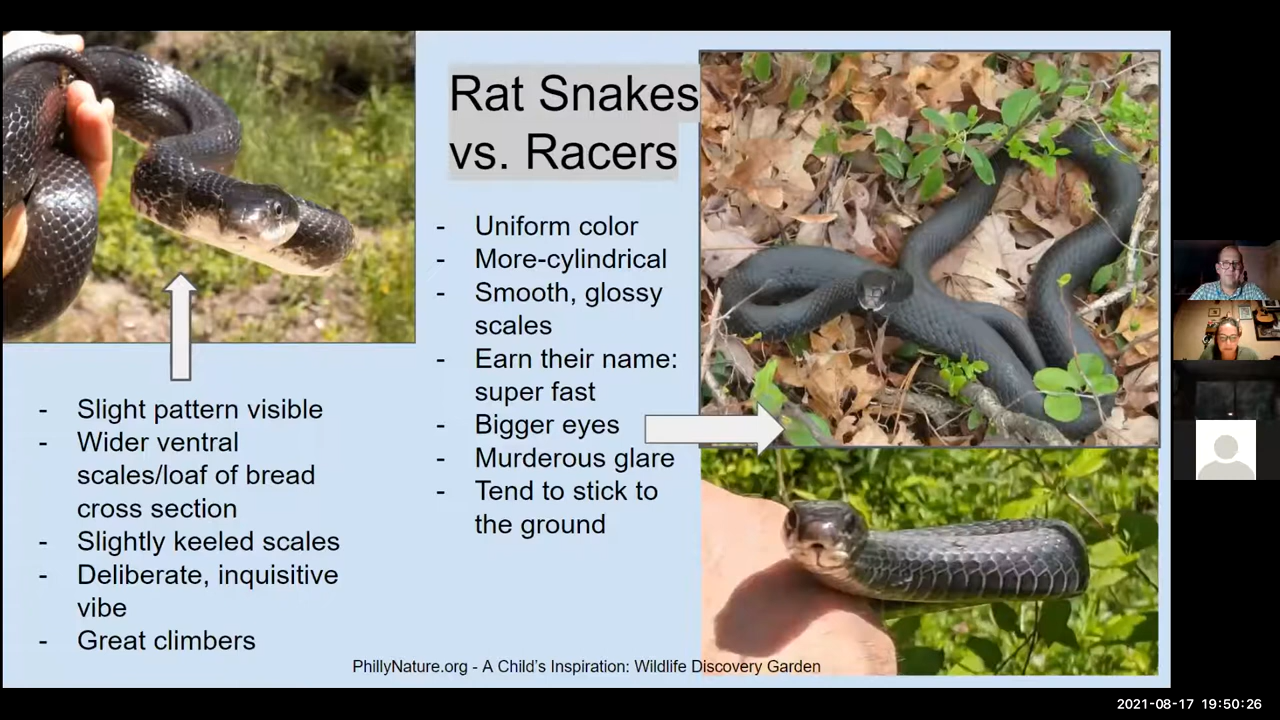 Rat Snakes
vs. Racers
- Uniform color
- More-cylindrical
- Smooth, glossy
scales
- Earn their name:
super fast
- Bigger eyes
- Murderous glare
- Tend to stick to
the ground
- Slight pattern visible
- Wider ventral
scales/loaf of bread
cross section
- Slightly keeled scales
- Deliberate, inquisitive
vibe
- Great climbers
PhillyNature.org - A Child's Inspiration: Wildlife Discovery Garden
2021-08-17 19:50:26